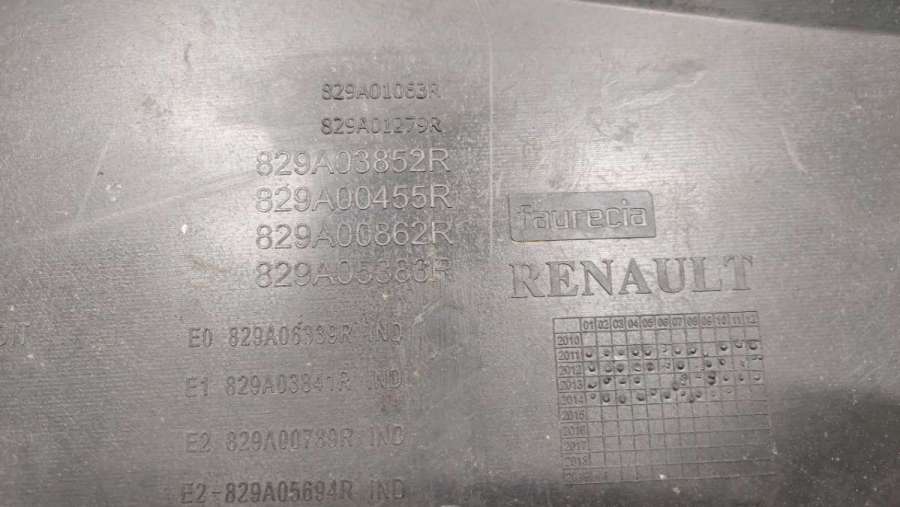 829A01063R
829A01279R
829A03852R
829A00455R
829A00862R
829A05383R
faurecia
RENAULT
E0 829A06339R IND
E1 829A03841R IND
E2 829A00789R IND
E2-829A05694R IND
01 02 03 04 05 06 07 08 09 10 11 12
2010
2011
2012
2013
2014
2015
2016
2017